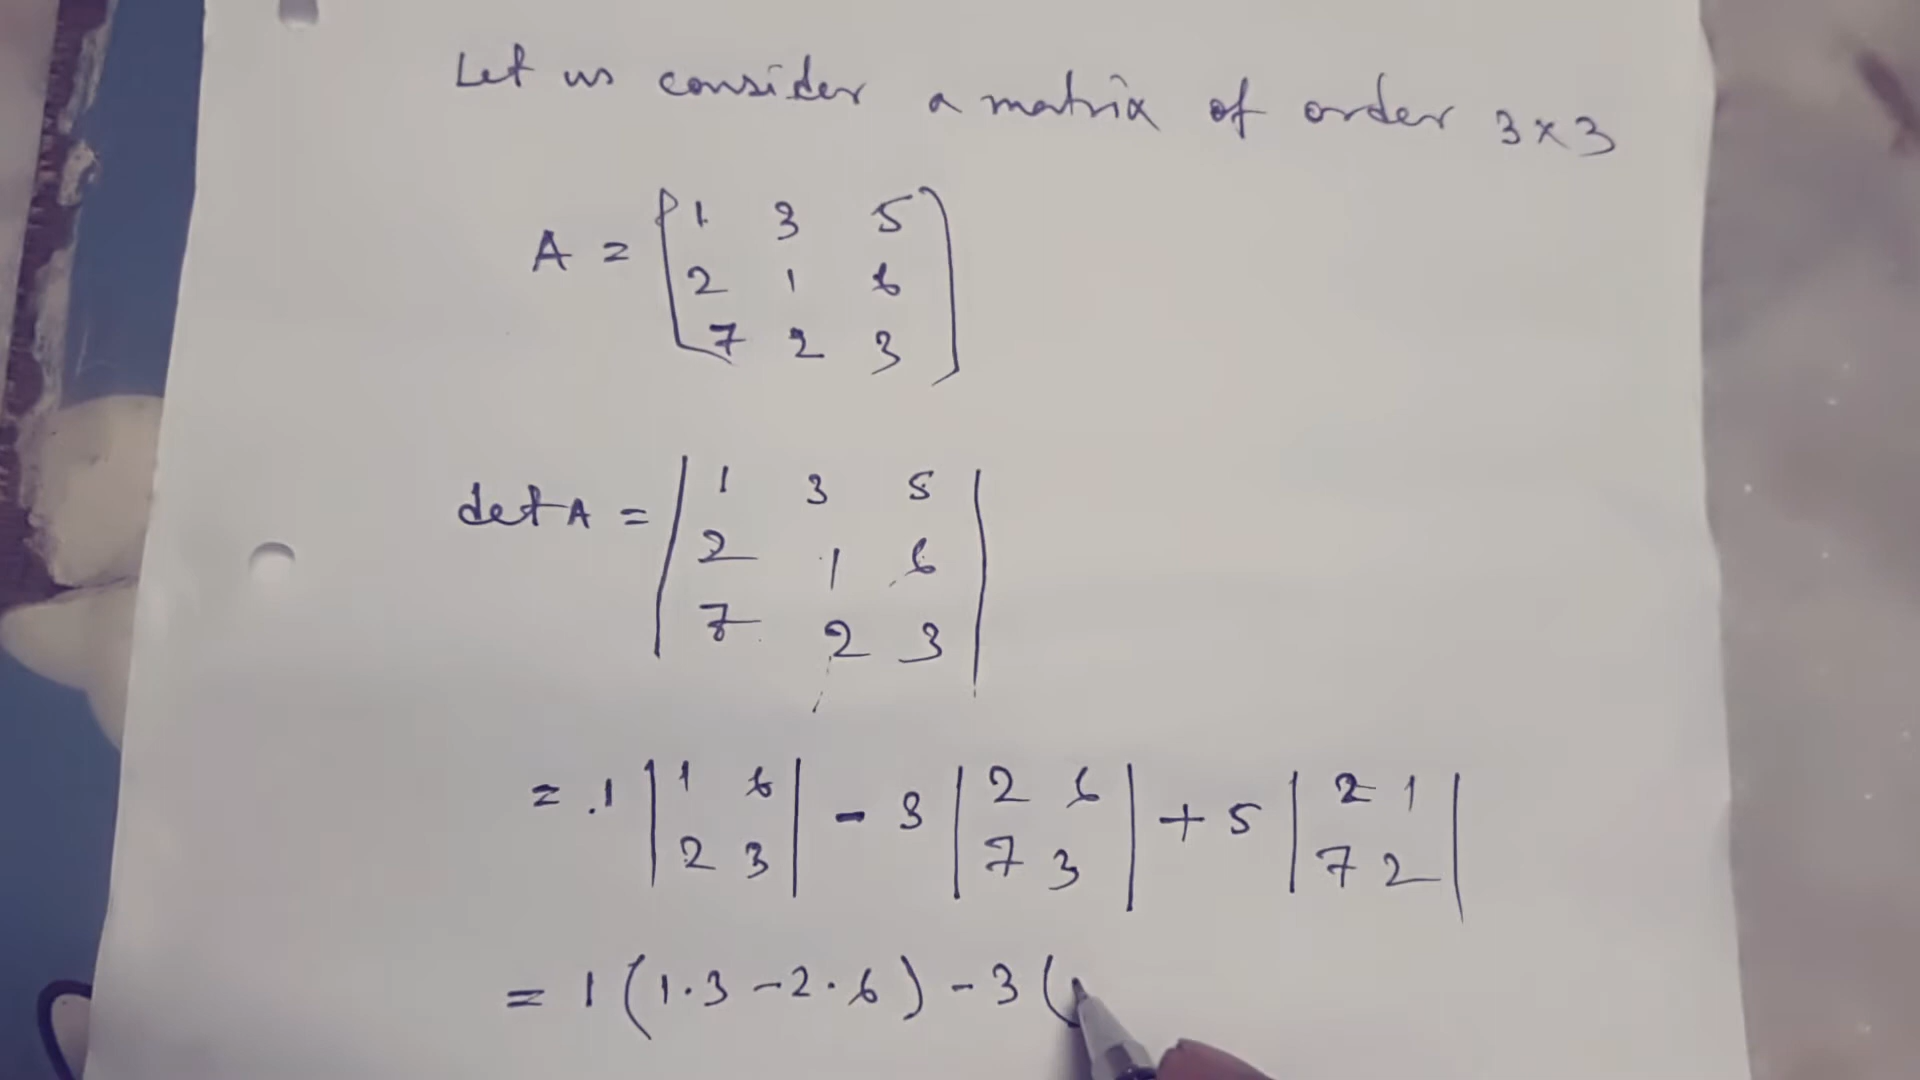 Let us consider a matrix of order 3×3
A = [1 3 5
2 1 6
7 2 3]
det A = |1 3 5
2 1 6
7 2 3|
= .1 |1 6
2 3| - 3 |2 6
7 3| + 5 |2 1
7 2|
= 1(1·3 - 2·6) - 3(